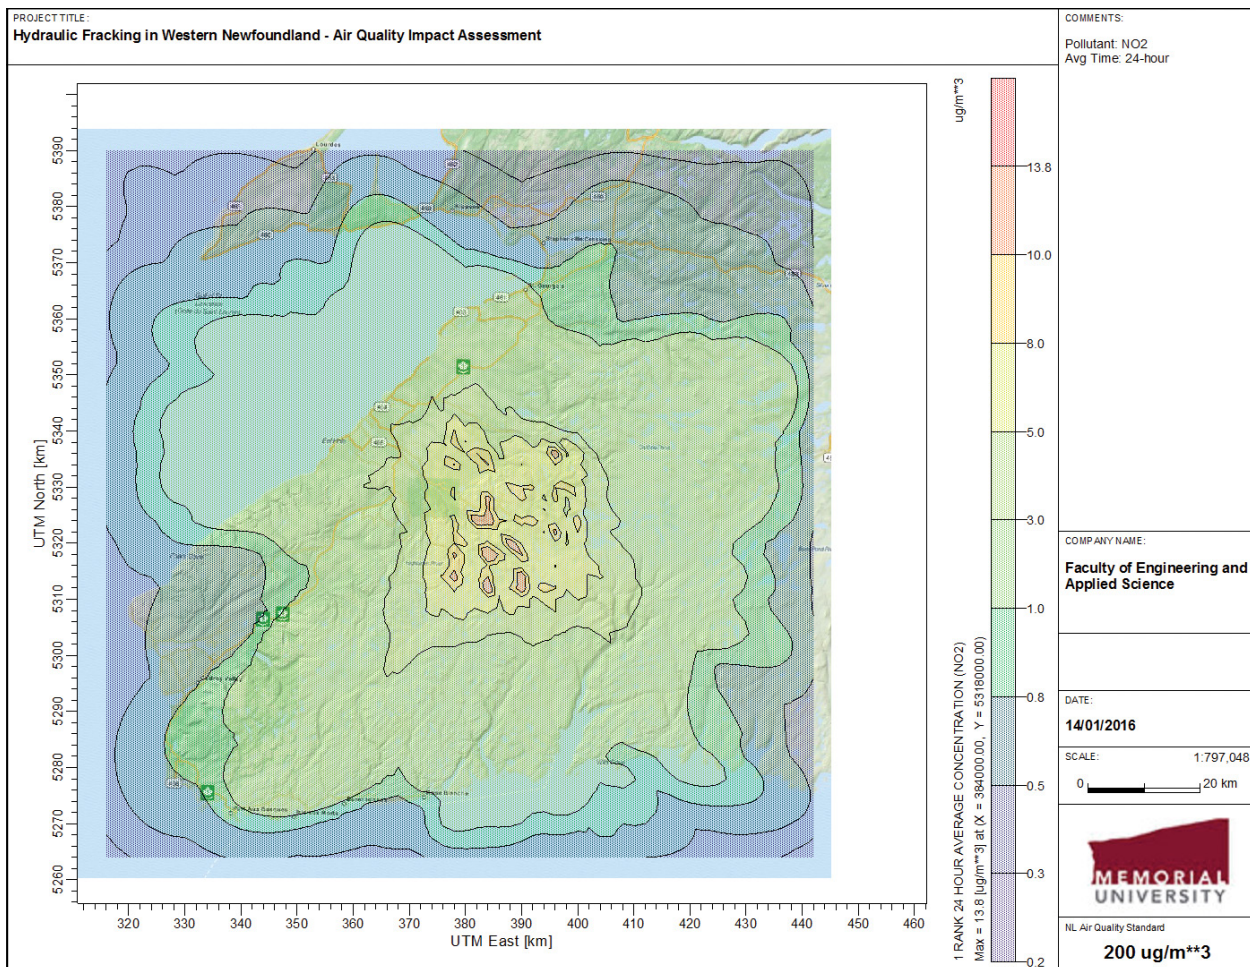 PROJECT TITLE:
Hydraulic Fracking in Western Newfoundland - Air Quality Impact Assessment
COMMENTS:
Pollutant: NO2
Avg Time: 24-hour
COMPANY NAME:
Faculty of Engineering and
Applied Science
DATE:
14/01/2016
SCALE:
1:797,048
0
20 km
MEMORIAL
UNIVERSITY
NL Air Quality Standard
200 ug/m**3
ug/m**3
13.8
10.0
8.0
5.0
3.0
1.0
0.8
0.5
0.3
0.2
1 RANK 24 HOUR AVERAGE CONCENTRATION (NO2)
Max = 13.8 [ug/m**3] at (X = 384000.00, Y = 5318000.00)
UTM North [km]
5390
5380
5370
5360
5350
5340
5330
5320
5310
5300
5290
5280
5270
5260
320
330
340
350
360
370
380
390
400
410
420
430
440
450
460
UTM East [km]
Lourdes
460
461
404
405